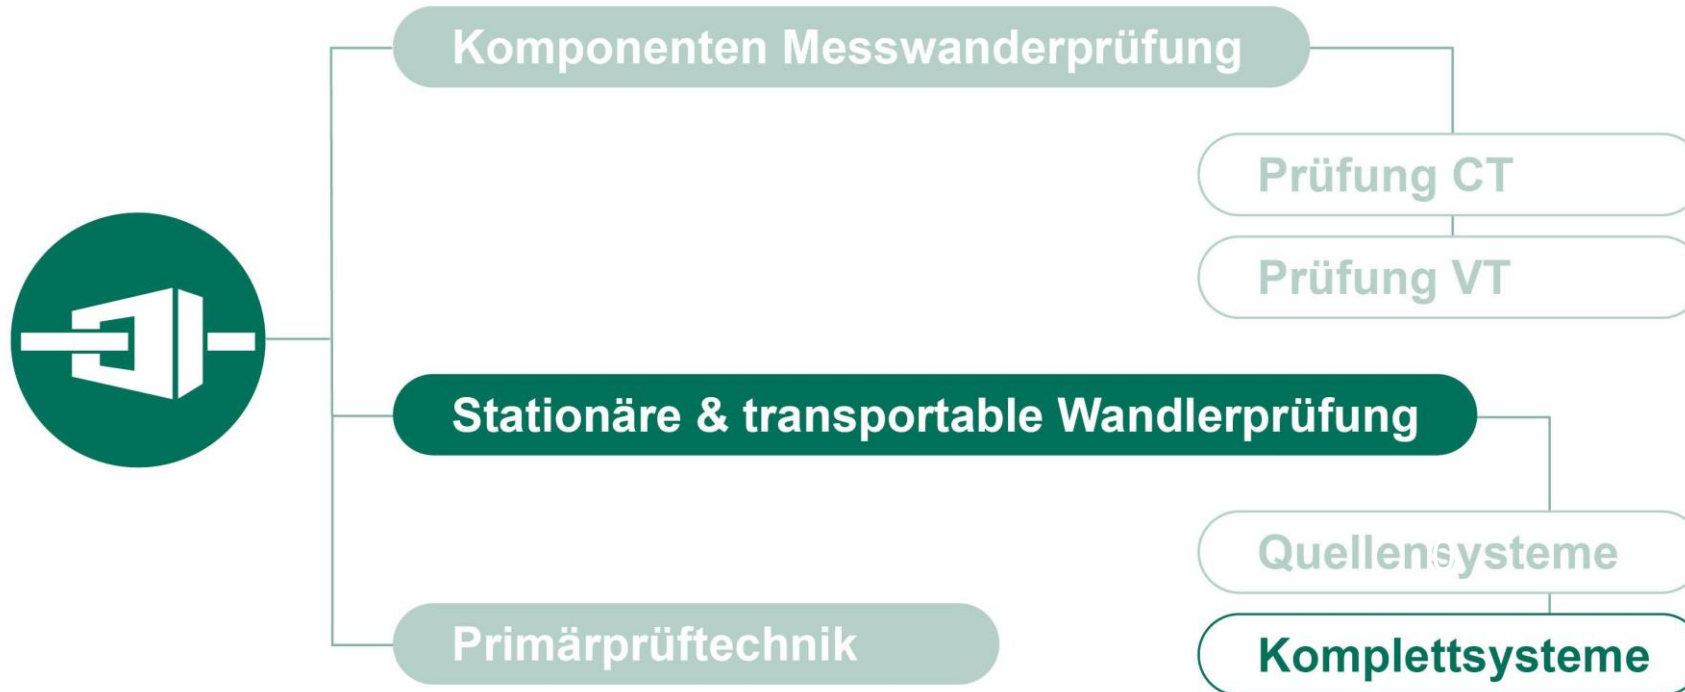 Komponenten Messwanderprüfung
Prüfung CT
Prüfung VT
Stationäre & transportable Wandlerprüfung
Quellensysteme
Komplettsysteme
Primärprüftechnik